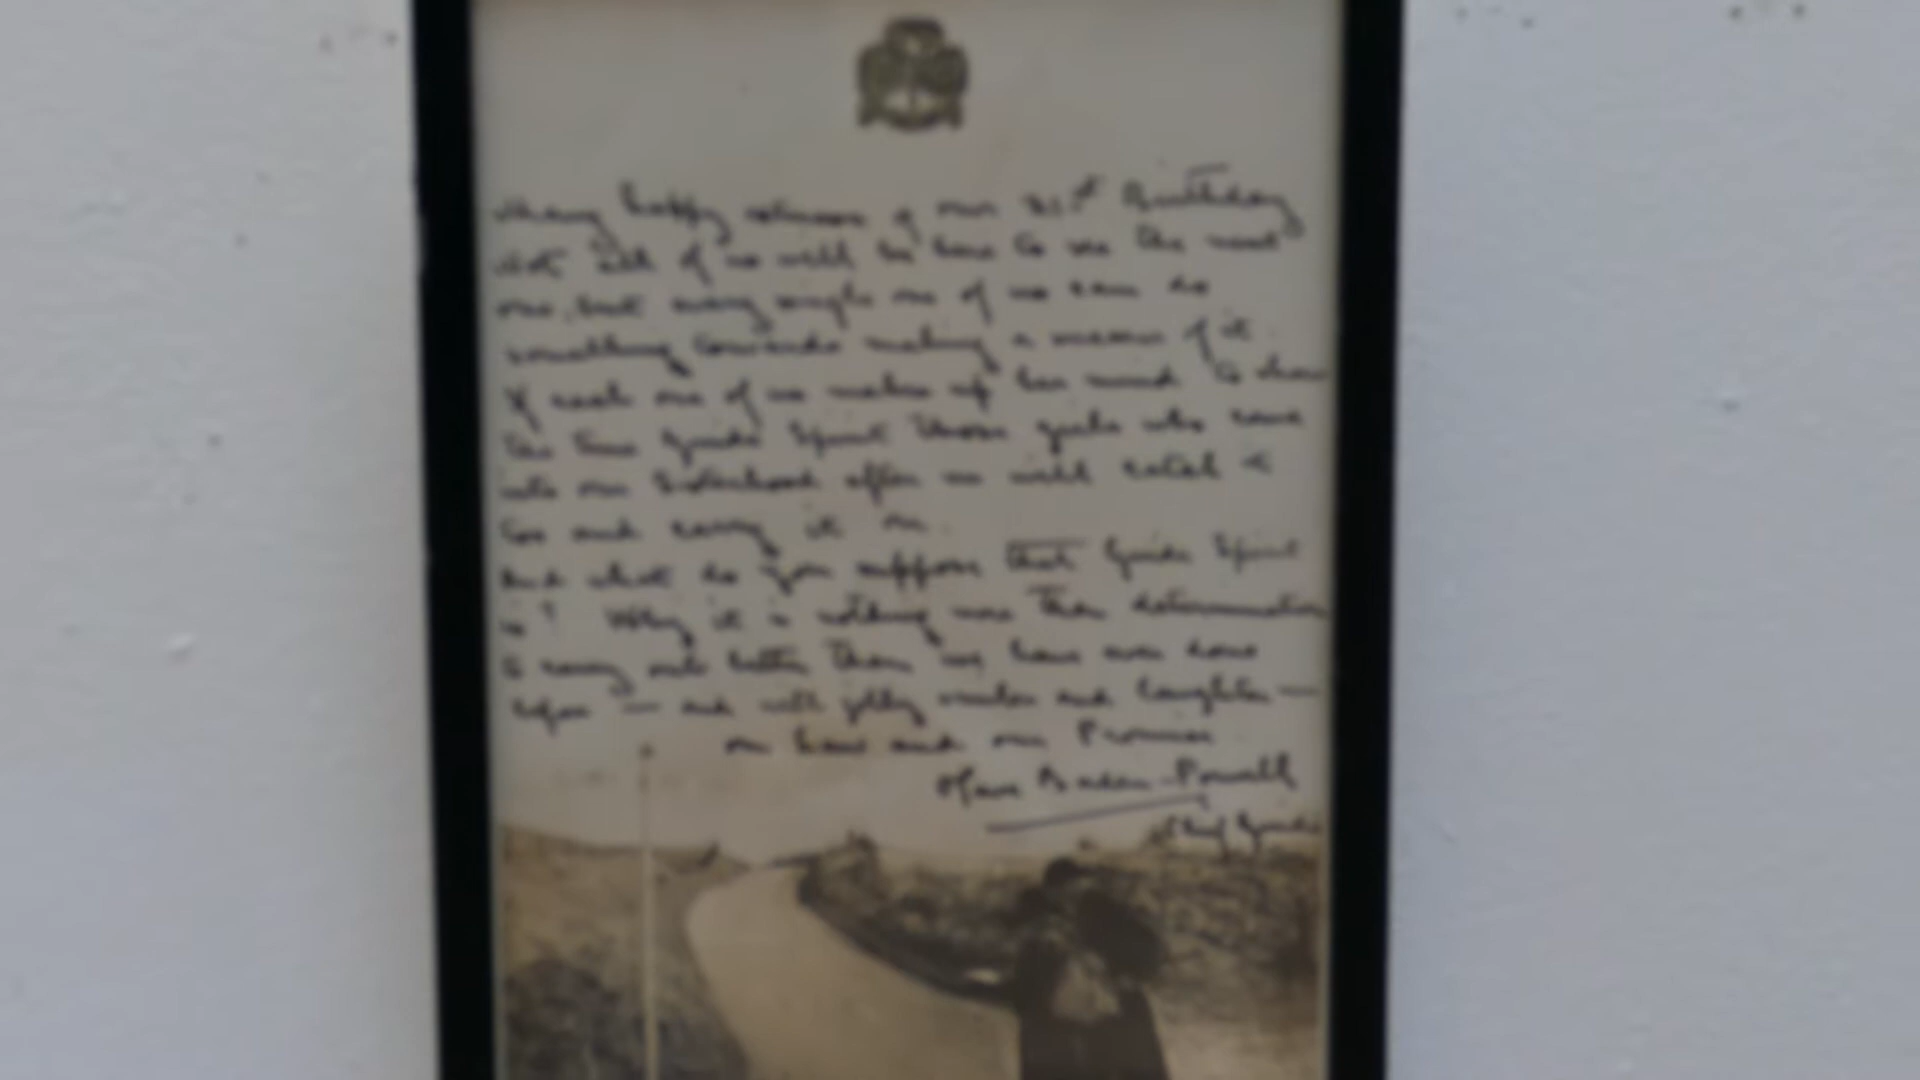 Many happy returns of our 21st Birthday
Not all of us will be here to see the next
one, but every single one of us can do
something towards making a success of it
If each one of us makes up her mind to show
the true Guide Spirit those girls who come
into our Sisterhood after us will catch it
too and carry it on.
And what do you suppose that Guide Spirit
is? Why it is nothing more than determination
to carry out better than we have ever done
before — and with jolly smiles and laughter —
our Law and our Promise
Olave Baden-Powell
Chief Guide